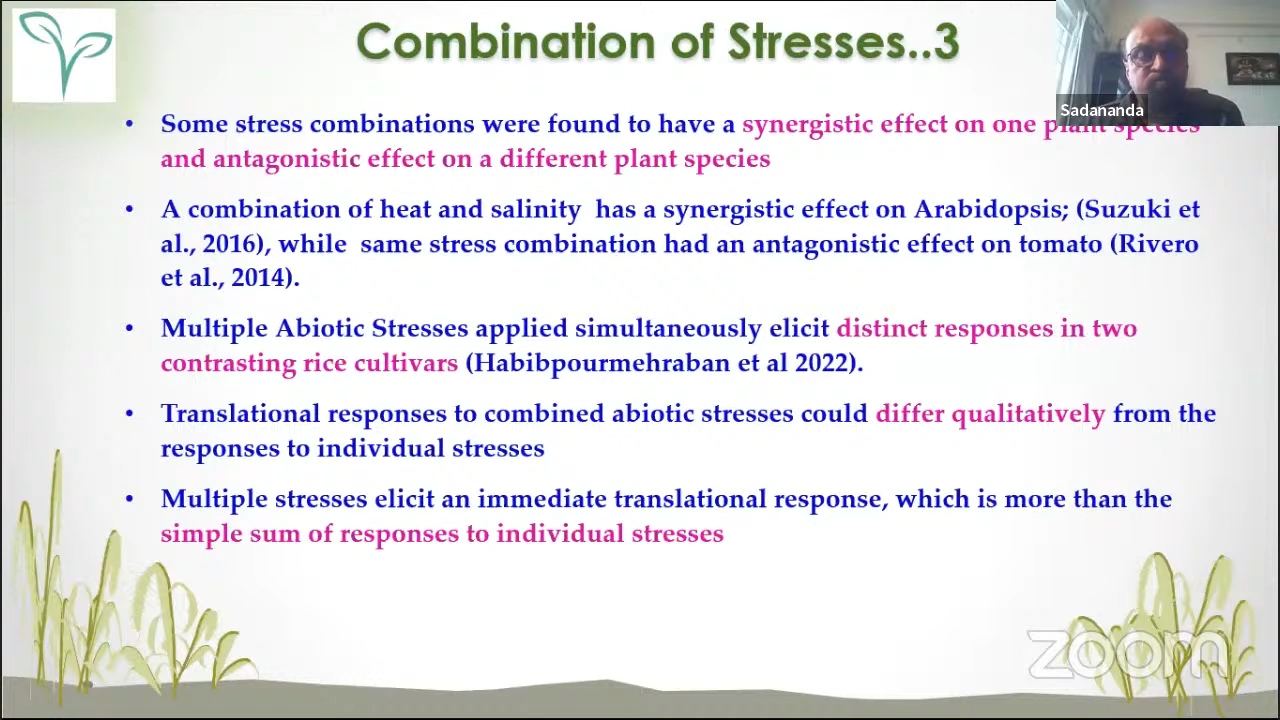 Combination of Stresses..3
Sadananda
• Some stress combinations were found to have a synergistic effect on one plant species
and antagonistic effect on a different plant species
• A combination of heat and salinity has a synergistic effect on Arabidopsis; (Suzuki et
al., 2016), while same stress combination had an antagonistic effect on tomato (Rivero
et al., 2014).
• Multiple Abiotic Stresses applied simultaneously elicit distinct responses in two
contrasting rice cultivars (Habibpourmehraban et al 2022).
• Translational responses to combined abiotic stresses could differ qualitatively from the
responses to individual stresses
• Multiple stresses elicit an immediate translational response, which is more than the
simple sum of responses to individual stresses
zoom